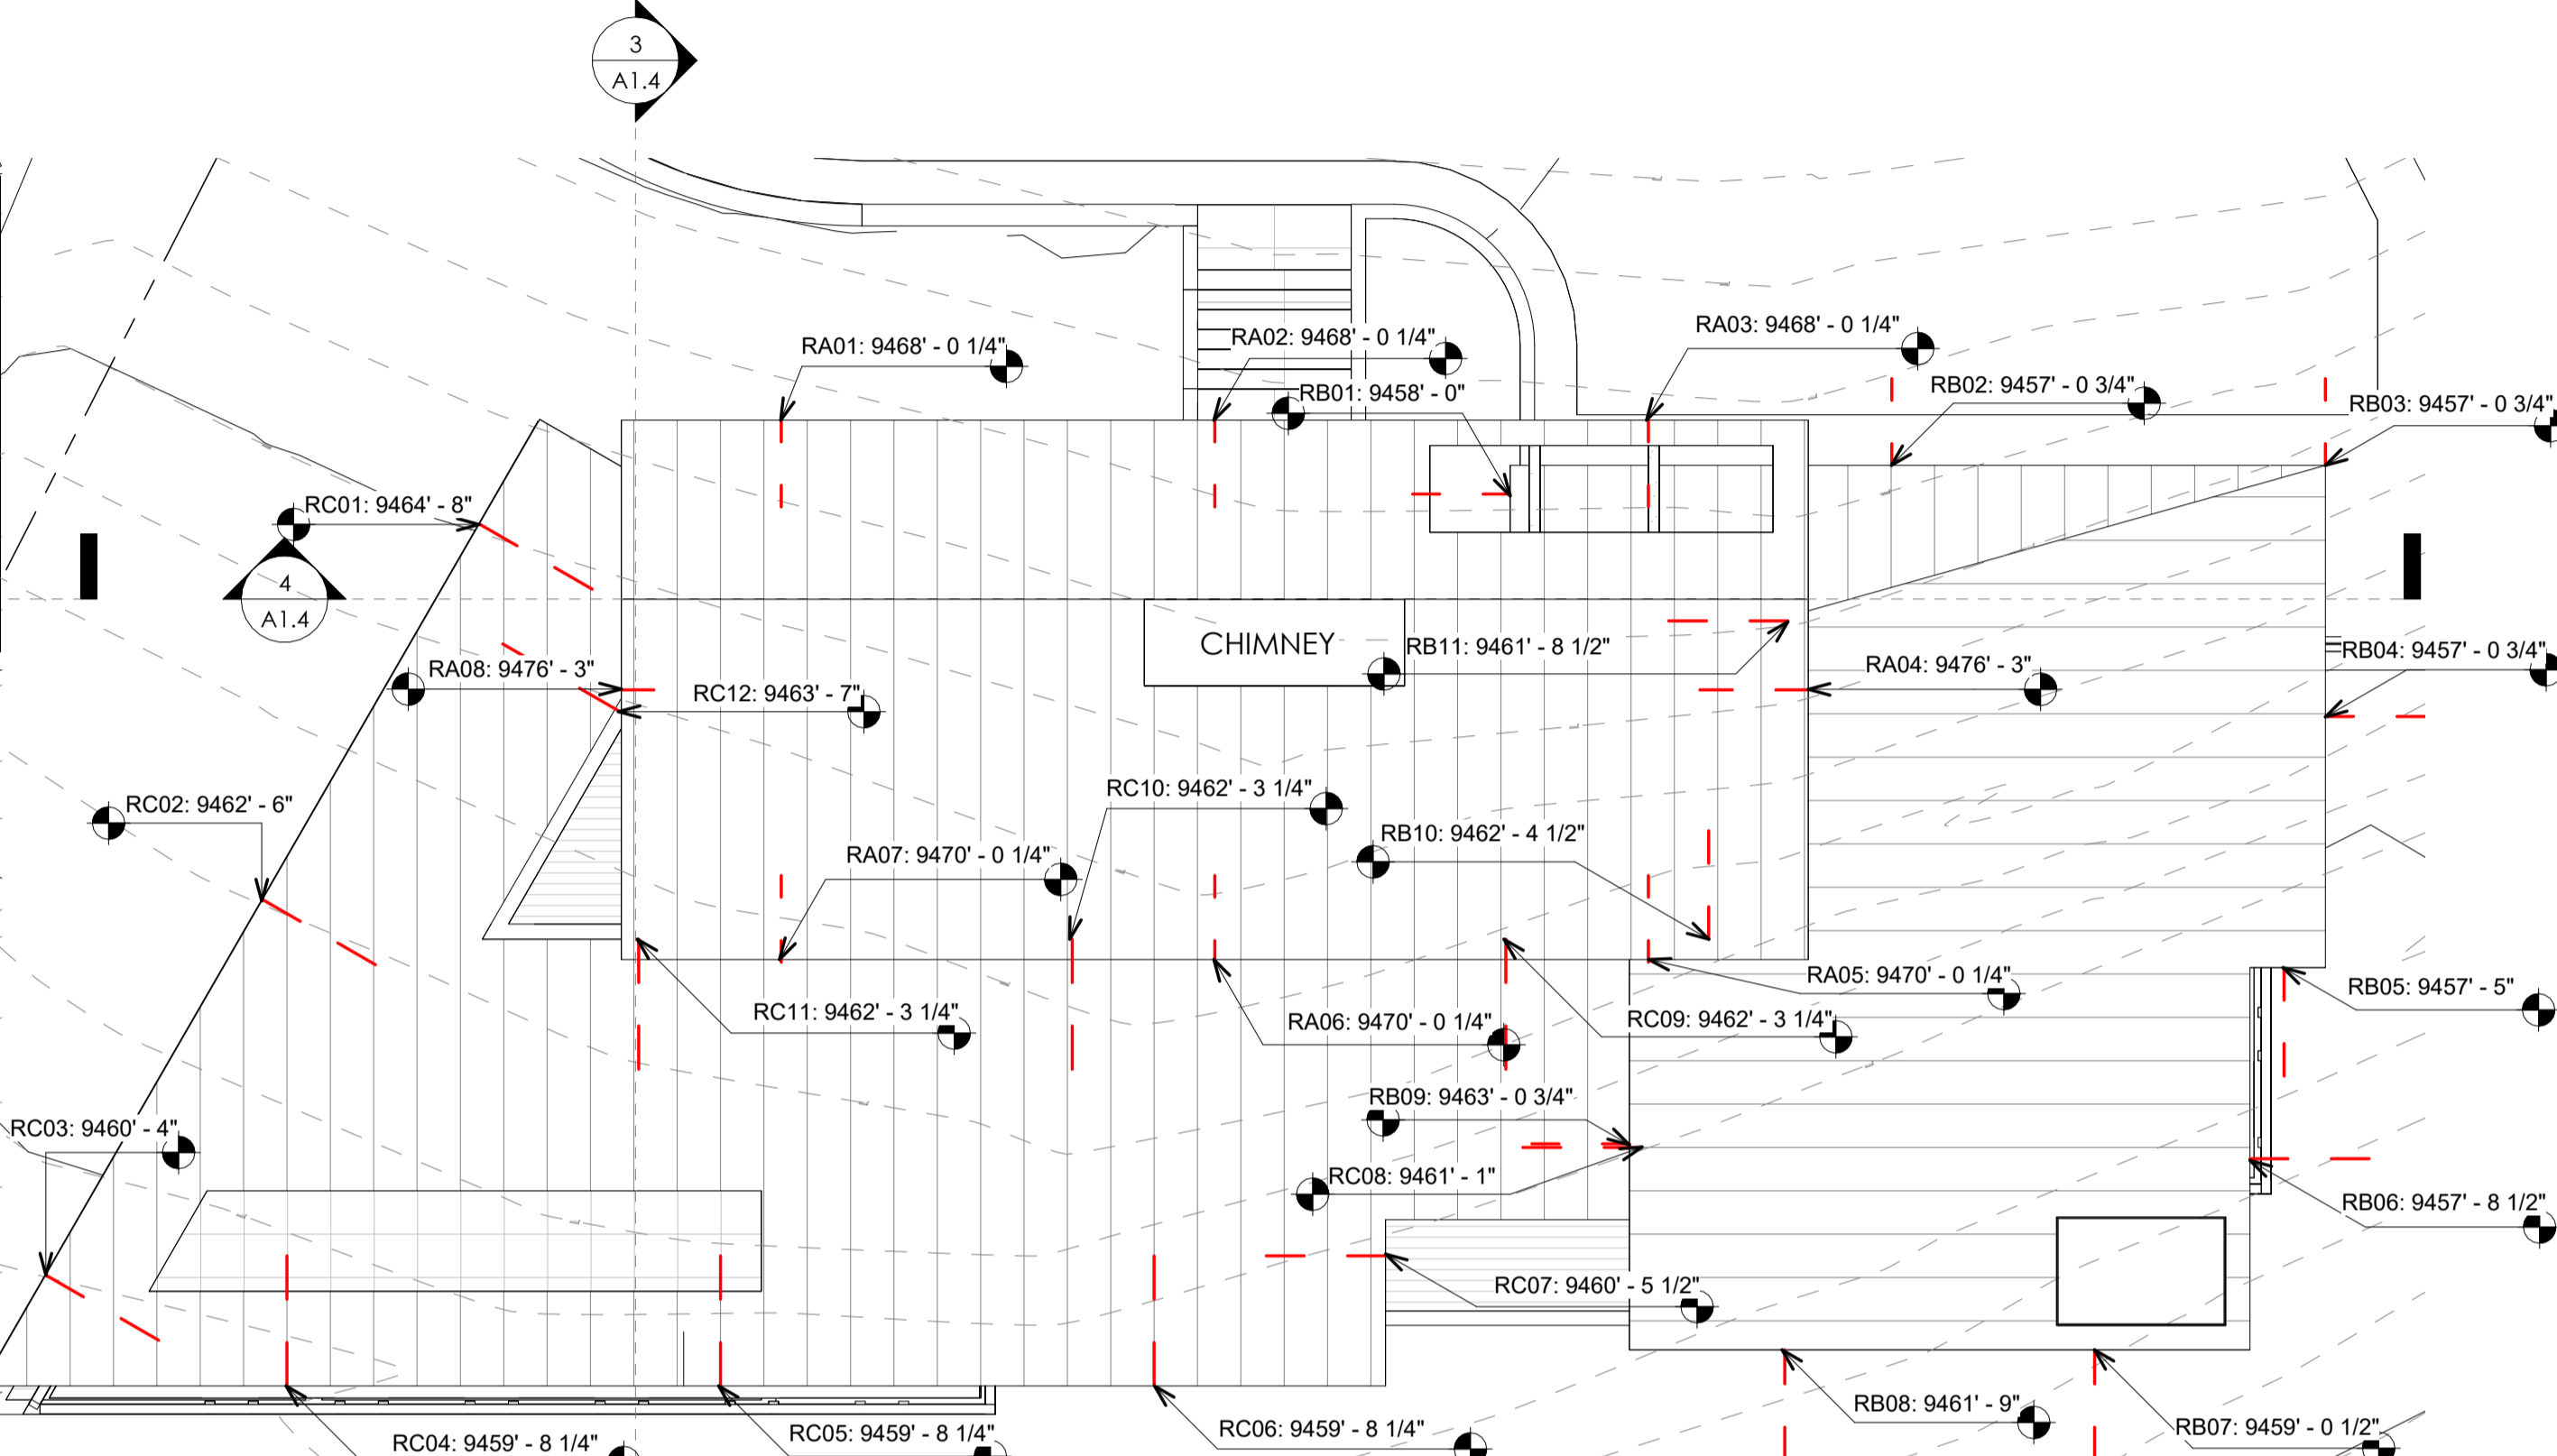 3
A1.4
RA03: 9468' - 0 1/4"
RA02: 9468' - 0 1/4"
RA01: 9468' - 0 1/4"
RB02: 9457' - 0 3/4"
RB01: 9458' - 0"
RB03: 9457' - 0 3/4"
RC01: 9464' - 8"
4
A1.4
CHIMNEY
RB11: 9461' - 8 1/2"
RB04: 9457' - 0 3/4"
RA08: 9476' - 3"
RA04: 9476' - 3"
RC12: 9463' - 7"
RC10: 9462' - 3 1/4"
RC02: 9462' - 6"
RB10: 9462' - 4 1/2"
RA07: 9470' - 0 1/4"
RA05: 9470' - 0 1/4"
RB05: 9457' - 5"
RC11: 9462' - 3 1/4"
RA06: 9470' - 0 1/4"
RC09: 9462' - 3 1/4"
RB09: 9463' - 0 3/4"
RC03: 9460' - 4"
RC08: 9461' - 1"
RB06: 9457' - 8 1/2"
RC07: 9460' - 5 1/2"
RB08: 9461' - 9"
RC06: 9459' - 8 1/4"
RC05: 9459' - 8 1/4"
RB07: 9459' - 0 1/2"
RC04: 9459' - 8 1/4"